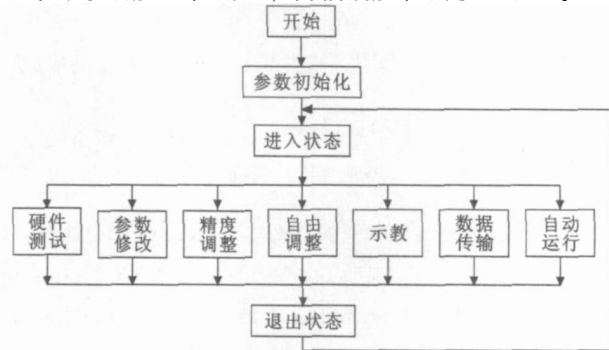 开始
参数初始化
进入状态
硬件
测试
参数
修改
精度
调整
自由
调整
示教
数据
传输
自动
运行
退出状态